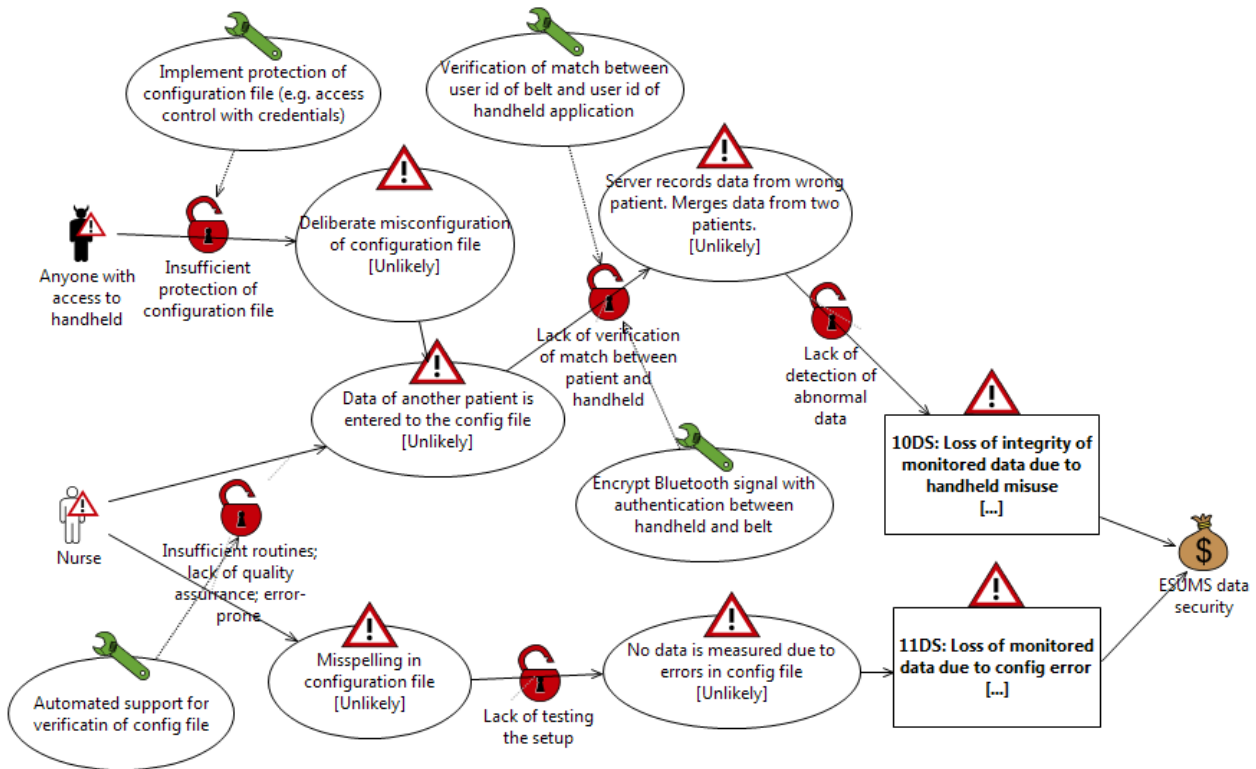 Implement protection of
configuration file (e.g. access
control with credentials)
Verification of match between
user id of belt and user id of
handheld application
Server records data from wrong
patient. Merges data from two
patients.
[Unlikely]
Deliberate misconfiguration
of configuration file
[Unlikely]
Anyone with
access to
handheld
Insufficient
protection of
configuration file
Lack of verification
of match between
patient and
handheld
Lack of
detection of
abnormal
data
Data of another patient is
entered to the config file
[Unlikely]
10DS: Loss of integrity of
monitored data due to
handheld misuse
[...]
Encrypt Bluetooth signal with
authentication between
handheld and belt
Nurse
Insufficient routines;
lack of quality
assurrance; error-
prone
$
ESUMS data
security
Misspelling in
configuration file
[Unlikely]
No data is measured due to
errors in config file
[Unlikely]
11DS: Loss of monitored
data due to config error
[...]
Automated support for
verificatin of config file
Lack of testing
the setup